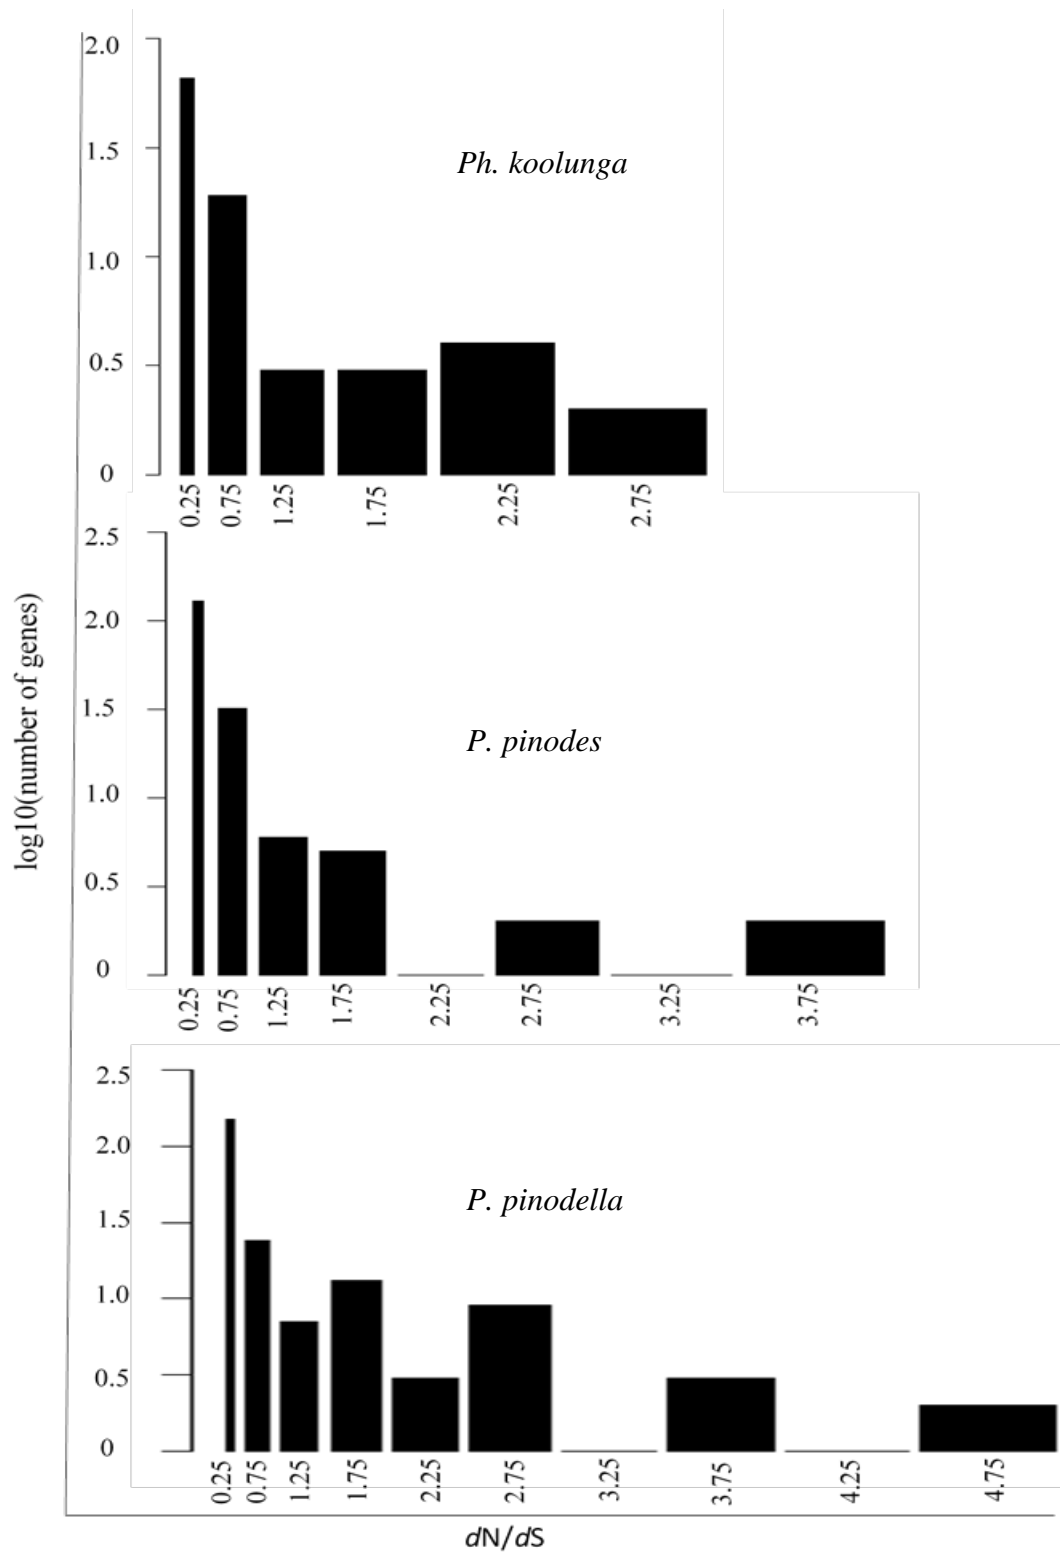 2.0
1.5
1.0
0.5
0
Ph. koolunga
0.25 0.75 1.25 1.75 2.25 2.75
log10(number of genes)
2.5
2.0
1.5
1.0
0.5
0
P. pinodes
0.25 0.75 1.25 1.75 2.25 2.75 3.25 3.75
2.5
2.0
1.5
1.0
0.5
0
P. pinodella
0.25 0.75 1.25 1.75 2.25 2.75 3.25 3.75 4.25 4.75
dN/dS